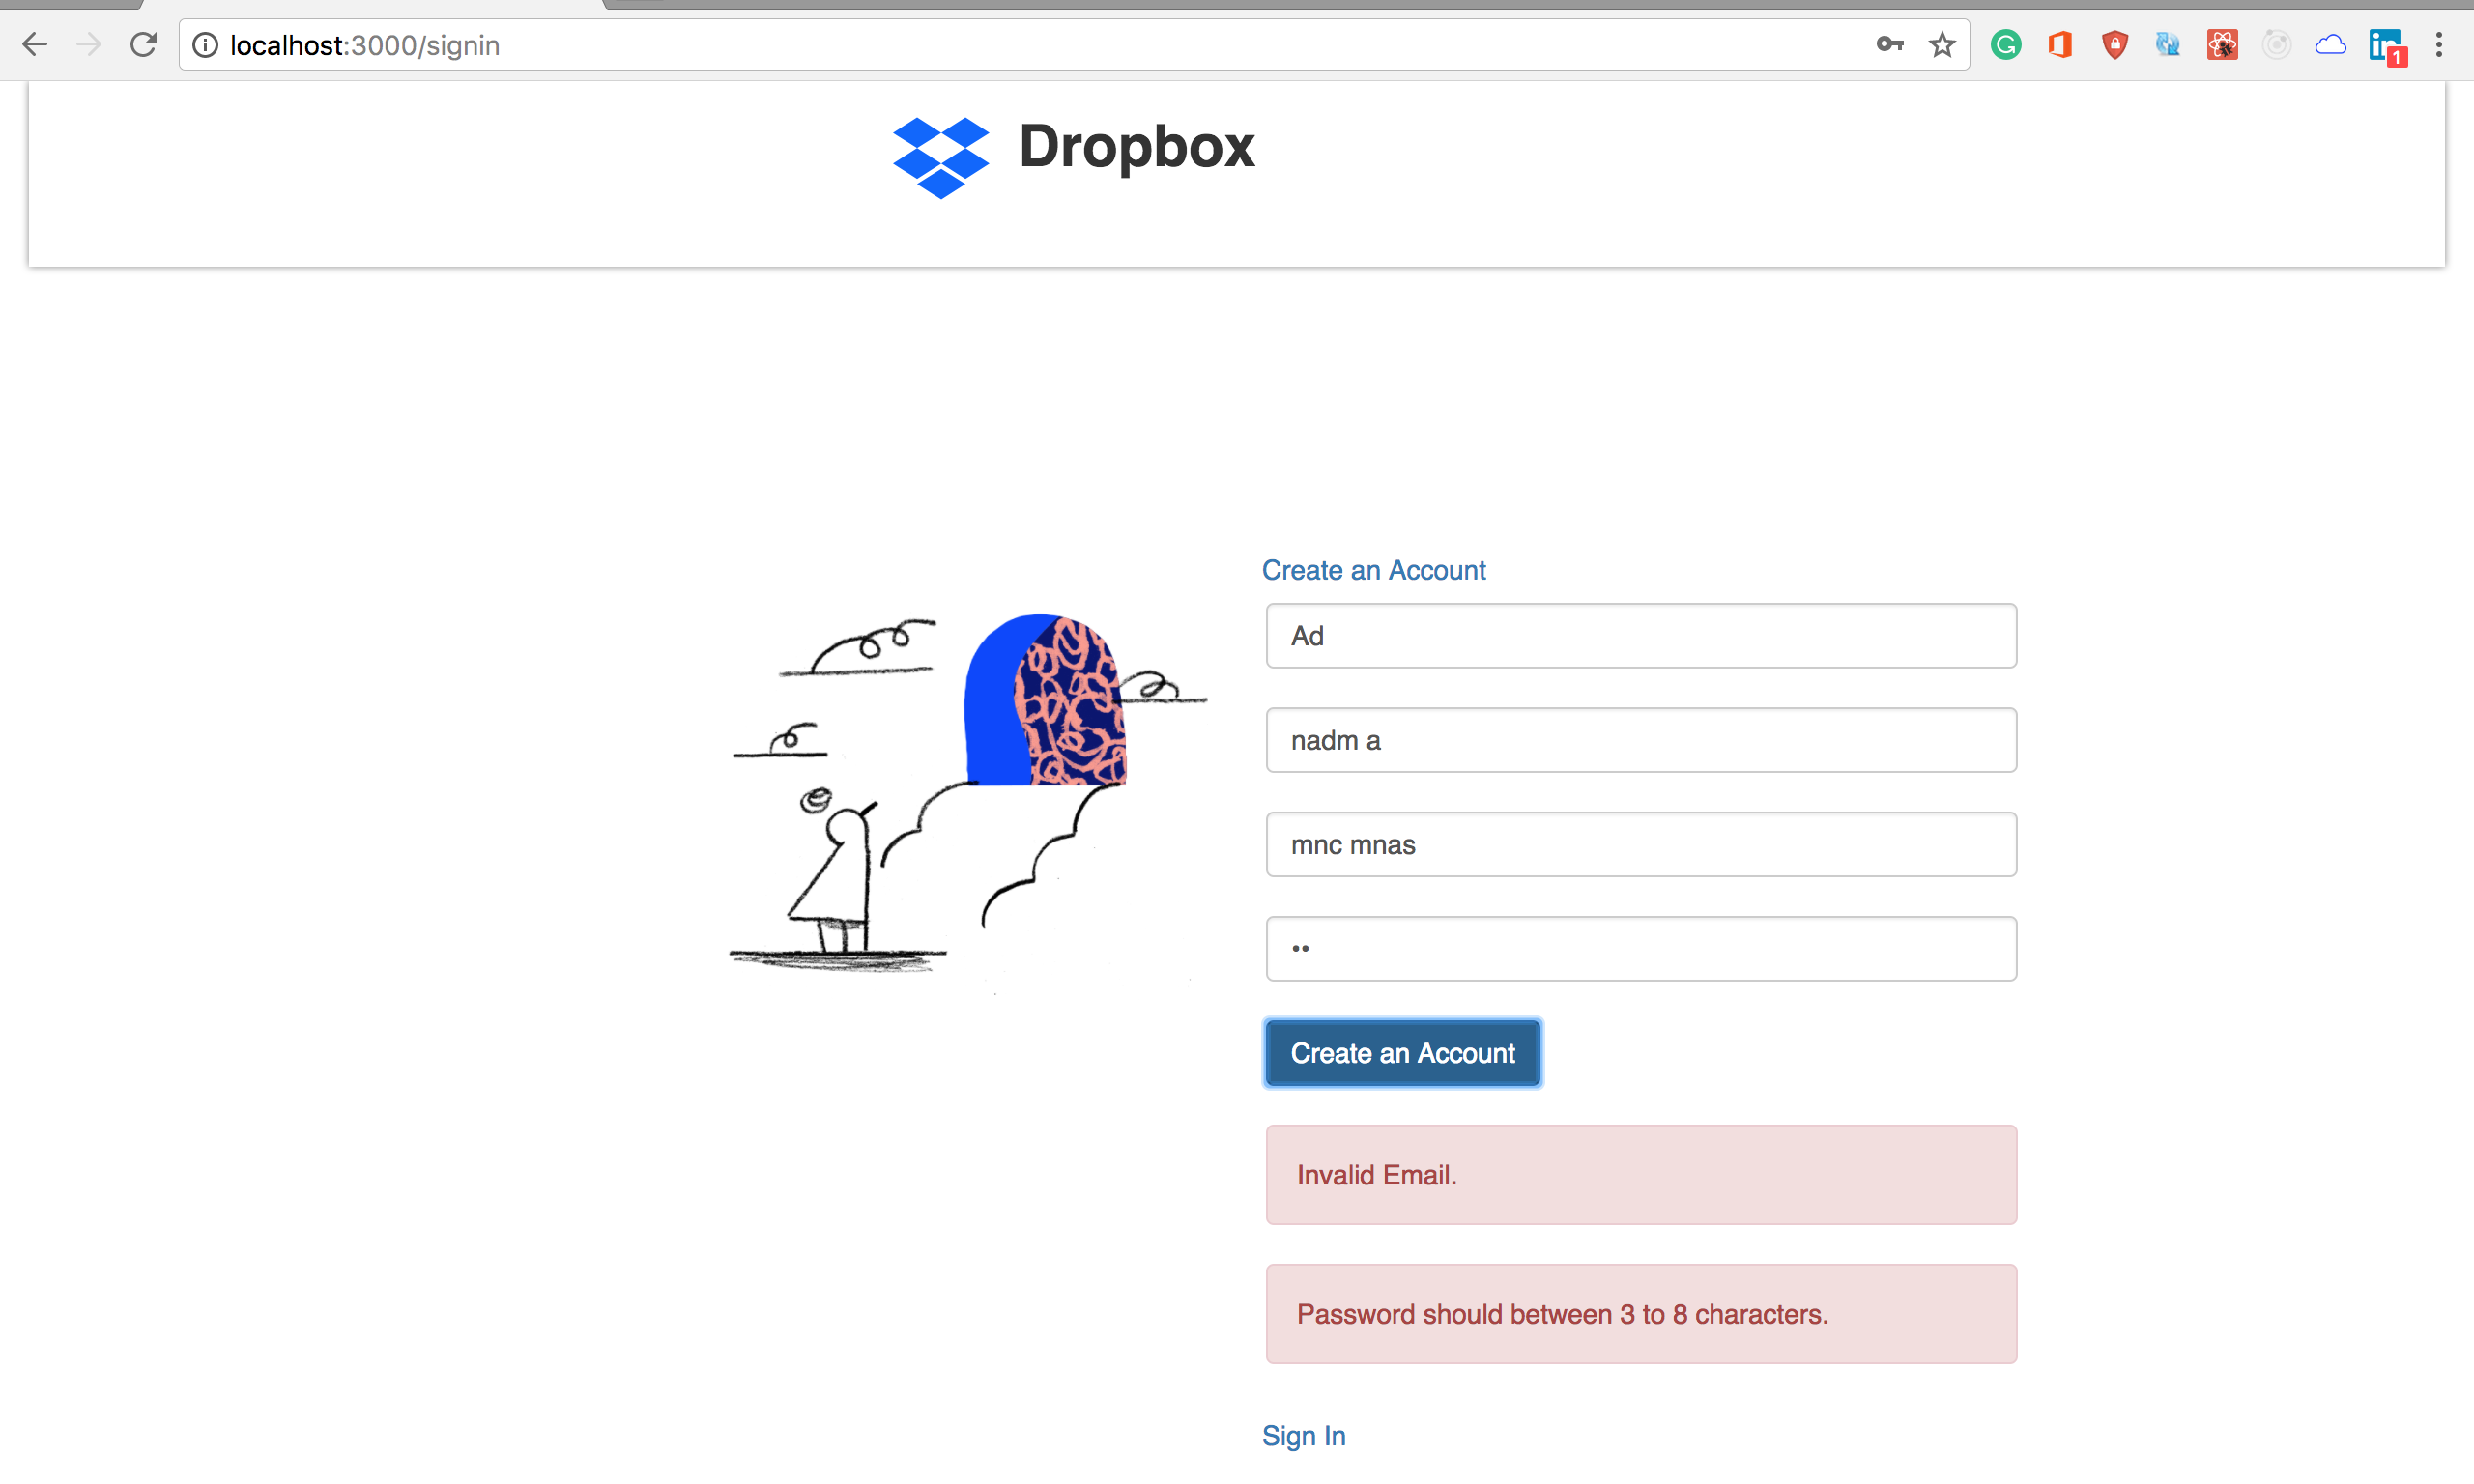 localhost:3000/signin
1
Dropbox
Create an Account
Ad
nadm a
mnc mnas
••
Create an Account
Invalid Email.
Password should between 3 to 8 characters.
Sign In